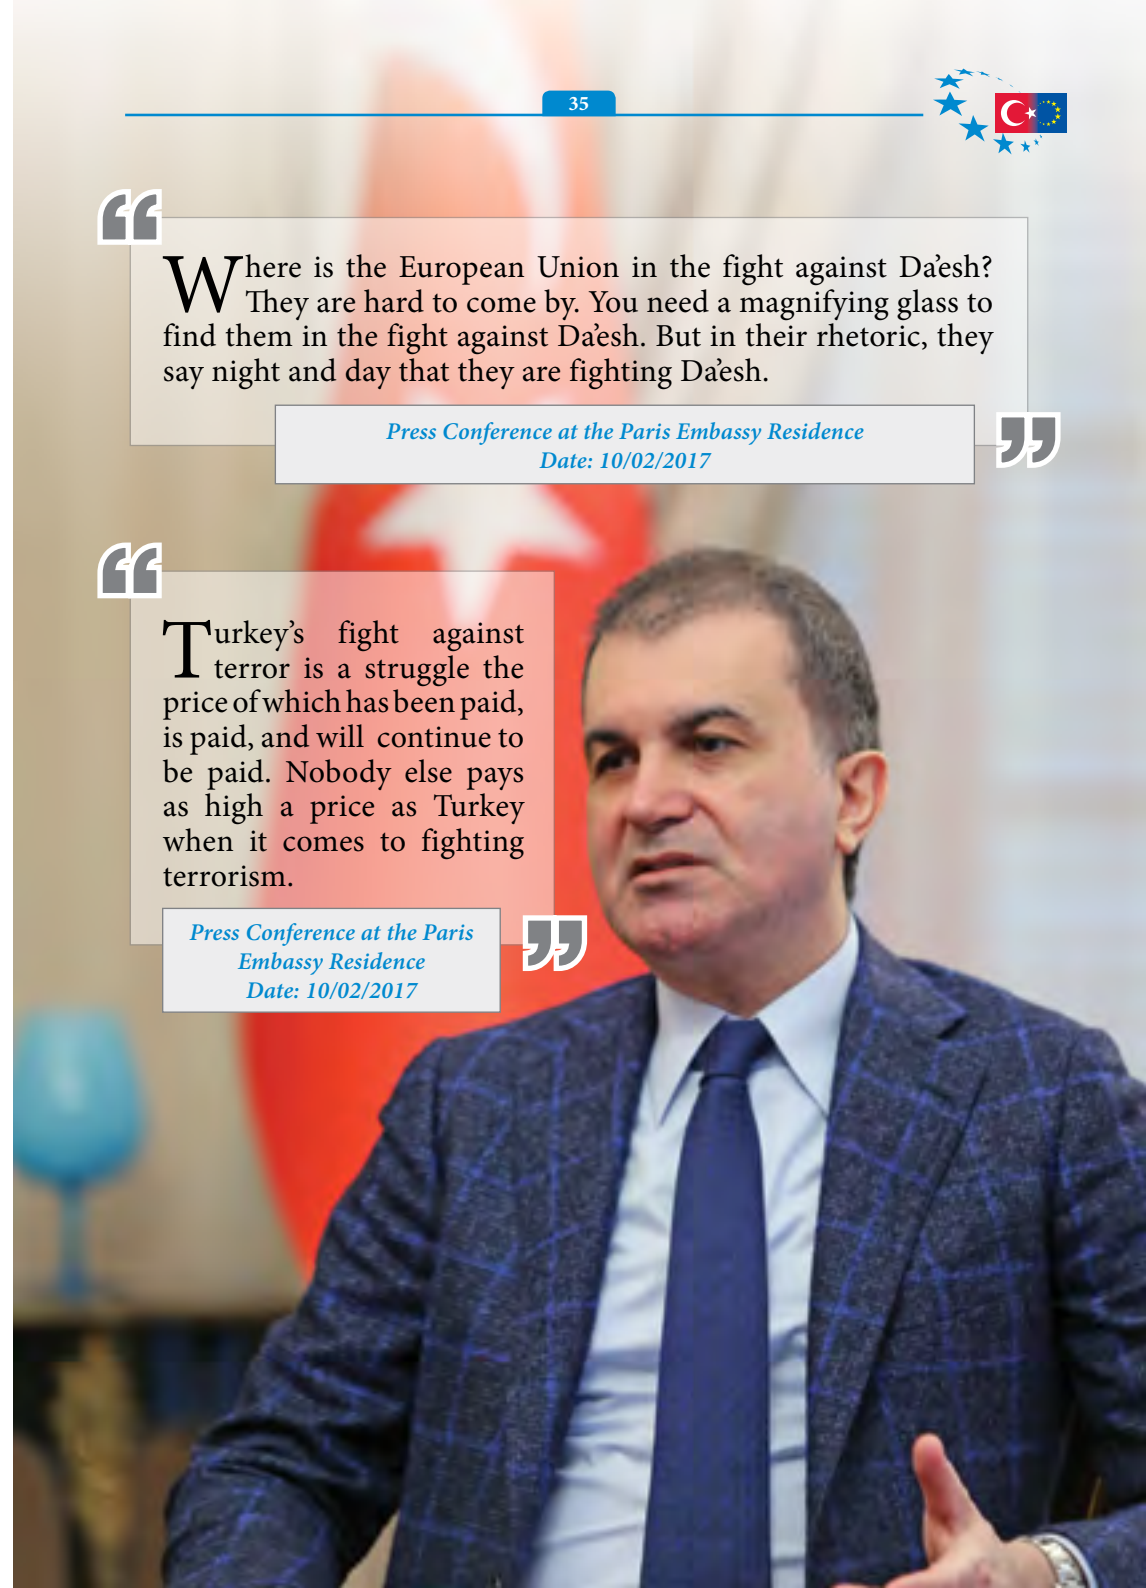 35
Where is the European Union in the fight against Da’esh?
They are hard to come by. You need a magnifying glass to
find them in the fight against Da’esh. But in their rhetoric, they
say night and day that they are fighting Da’esh.
Press Conference at the Paris Embassy Residence
Date: 10/02/2017
Turkey’s fight against
terror is a struggle the
price of which has been paid,
is paid, and will continue to
be paid. Nobody else pays
as high a price as Turkey
when it comes to fighting
terrorism.
Press Conference at the Paris
Embassy Residence
Date: 10/02/2017